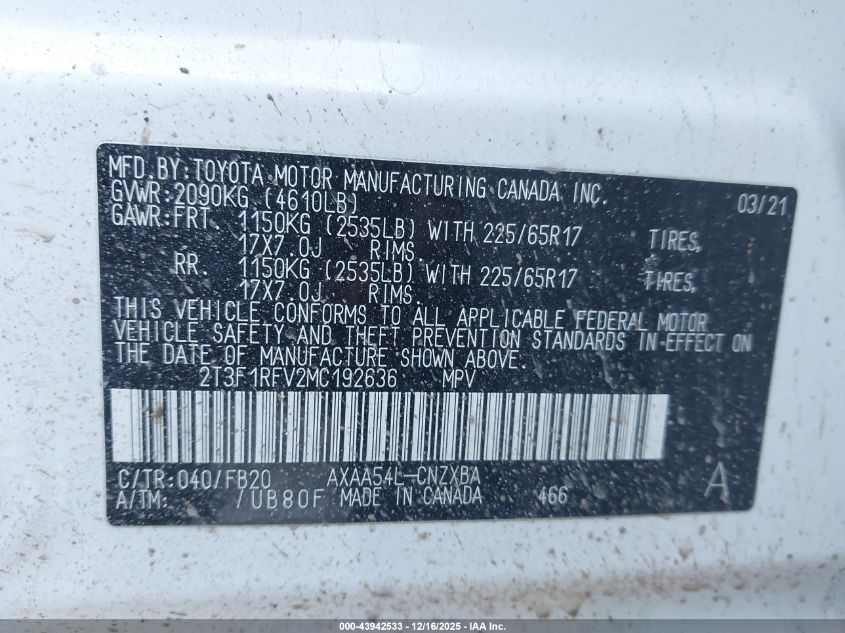 MFD.BY:TOYOTA MOTOR MANUFACTURING CANADA INC. 03/21
GVWR:2090KG (4610LB)
GAWR:FRT. 1150KG (2535LB) WITH 225/65R17 TIRES,
17X7.0J RIMS
RR. 1150KG (2535LB) WITH 225/65R17 TIRES,
17X7.0J RIMS
THIS VEHICLE CONFORMS TO ALL APPLICABLE FEDERAL MOTOR
VEHICLE SAFETY AND THEFT PREVENTION STANDARDS IN EFFECT ON
THE DATE OF MANUFACTURE SHOWN ABOVE.
2T3F1RFV2MC192636 MPV
C/TR:040/FB20 AXAA54L-CNZXBA A
A/TM: /UB80F MADE IN CANADA 466
000-43942533 - 12/16/2025 - IAA Inc.